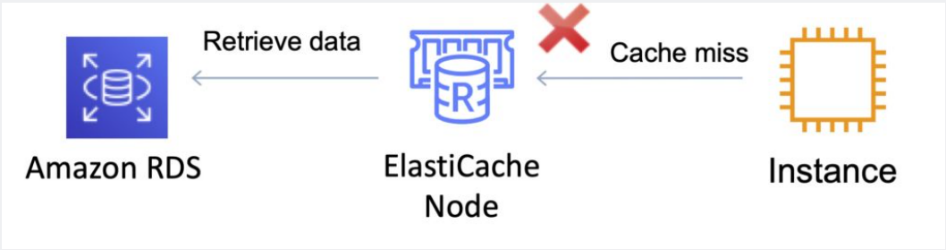 Retrieve data
Cache miss
R
Amazon RDS
ElastiCache
Node
Instance